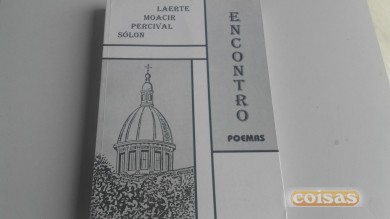 LAERTE
MOACIR
PERCIVAL
SÓLON
ENCONTRO
POEMAS
coisas